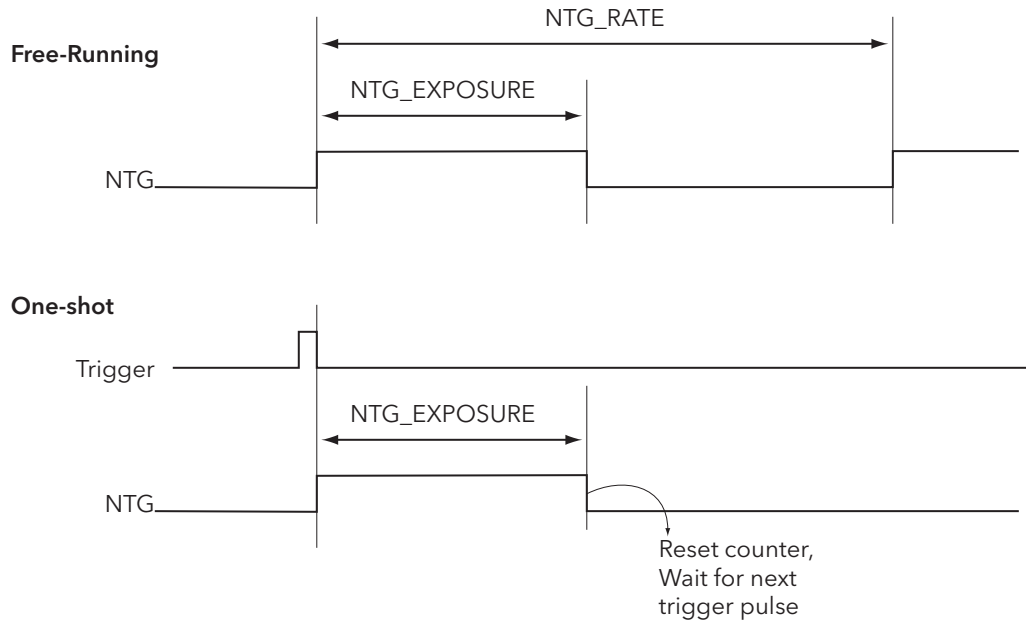 NTG_RATE
Free-Running
NTG_EXPOSURE
NTG
One-shot
Trigger
NTG_EXPOSURE
NTG
Reset counter,
Wait for next
trigger pulse